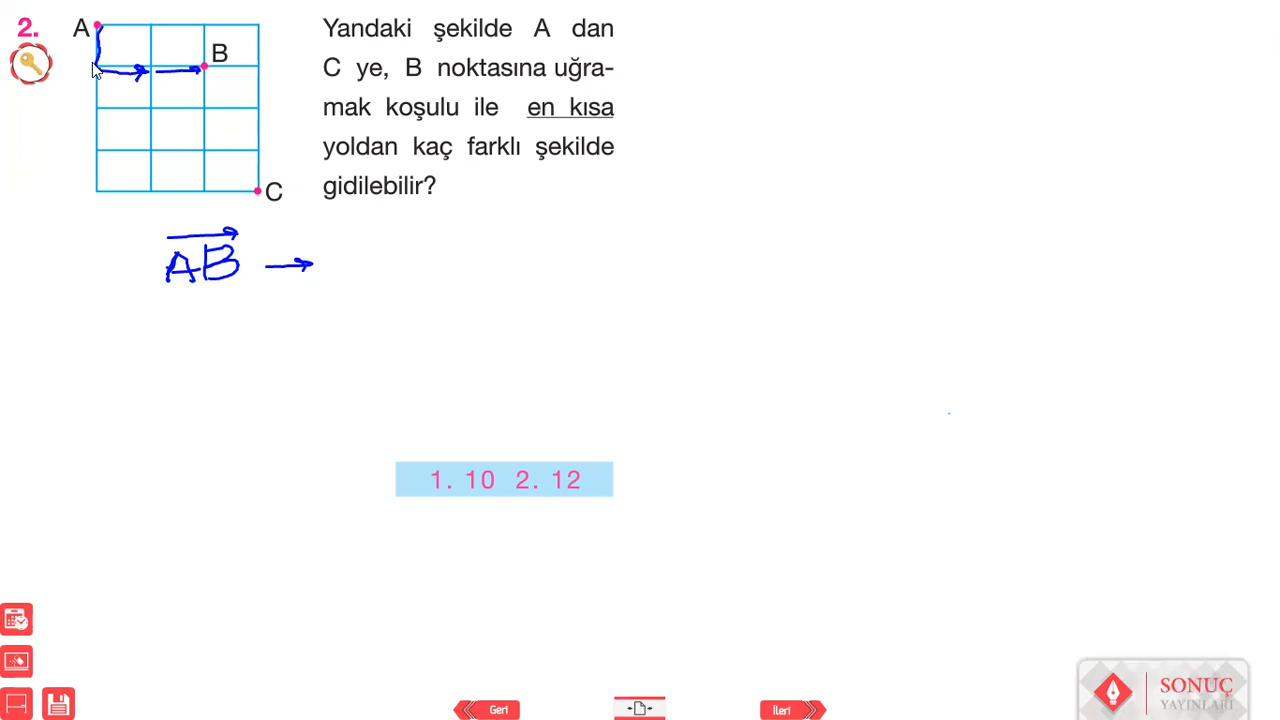 2.
A
B
C
Yandaki şekilde A dan
C ye, B noktasına uğra-
mak koşulu ile en kısa
yoldan kaç farklı şekilde
gidilebilir?
AB →
1. 10 2. 12
Geri
İleri
SONUÇ
YAYINLARI